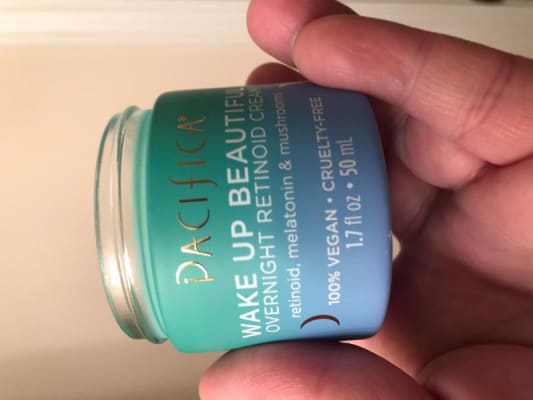 PACIFICA®
WAKE UP BEAUTIFUL
OVERNIGHT RETINOID CREAM
retinoid, melatonin & mushrooms
100% VEGAN • CRUELTY-FREE
1.7 fl oz • 50 mL